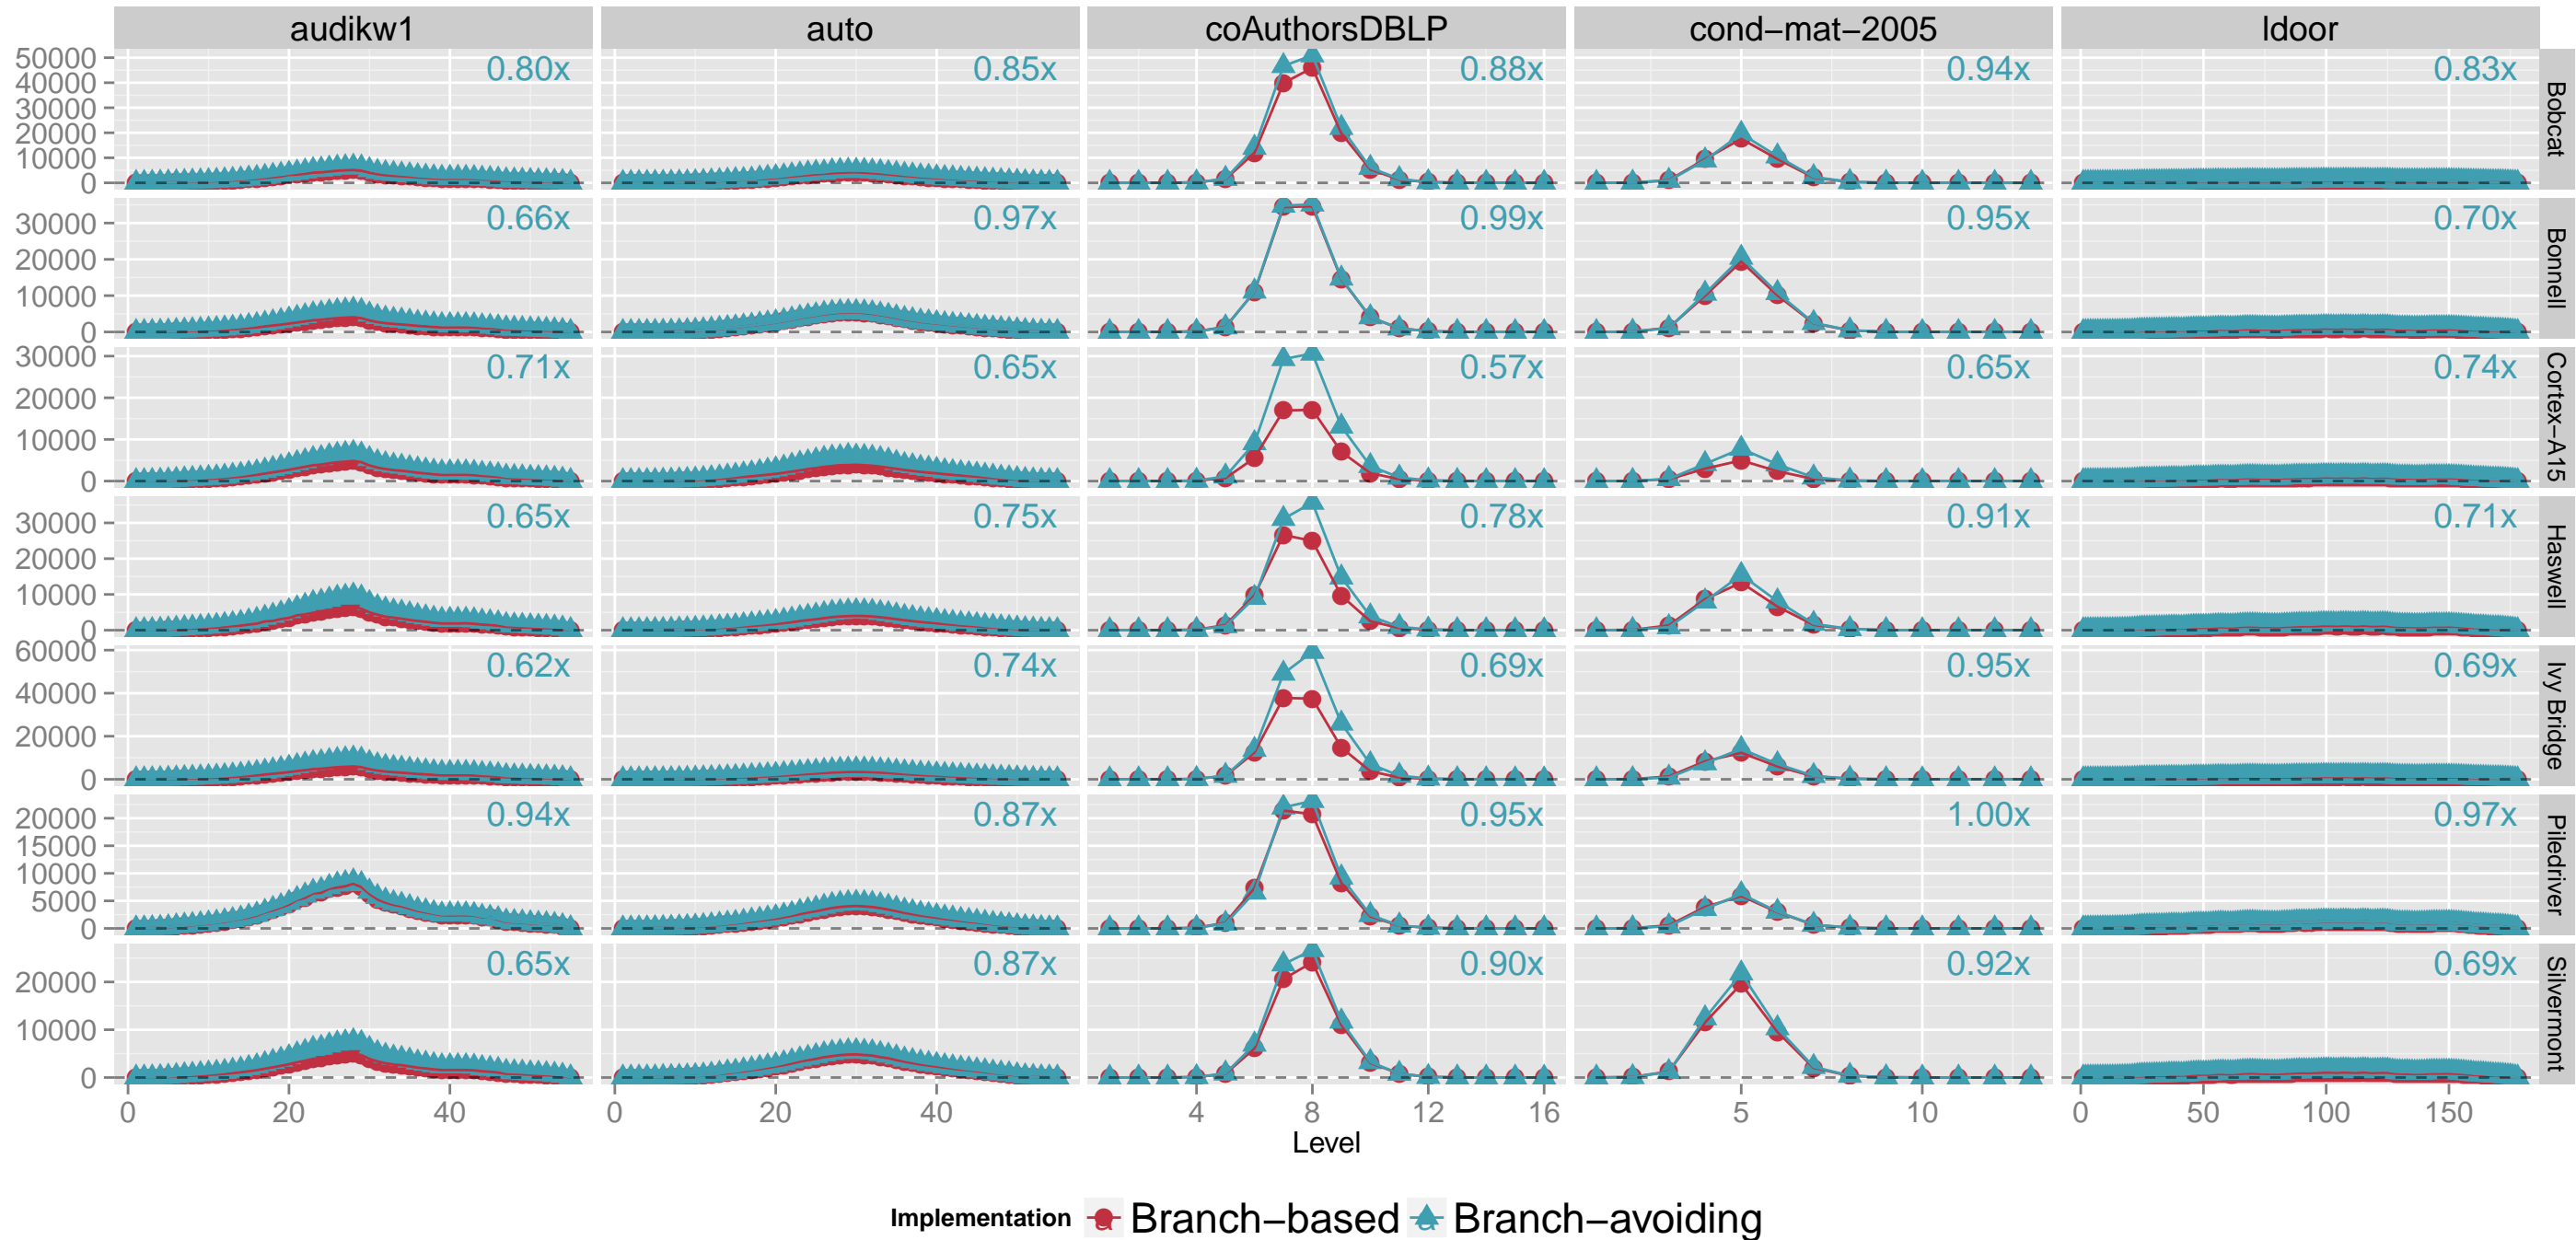 audikw1 auto coAuthorsDBLP cond−mat−2005 ldoor
50000
40000
30000
20000
10000
0
0.80x 0.85x 0.88x 0.94x 0.83x
Bobcat
30000
20000
10000
0
0.66x 0.97x 0.99x 0.95x 0.70x
Bonnell
30000
20000
10000
0
0.71x 0.65x 0.57x 0.65x 0.74x
Cortex−A15
30000
20000
10000
0
0.65x 0.75x 0.78x 0.91x 0.71x
Haswell
60000
40000
20000
0
0.62x 0.74x 0.69x 0.95x 0.69x
Ivy Bridge
20000
15000
10000
5000
0
0.94x 0.87x 0.95x 1.00x 0.97x
Piledriver
20000
10000
0
0.65x 0.87x 0.90x 0.92x 0.69x
Silvermont
0 20 40 0 20 40 4 8 12 16 5 10 0 50 100 150
Level
Implementation Branch−based Branch−avoiding